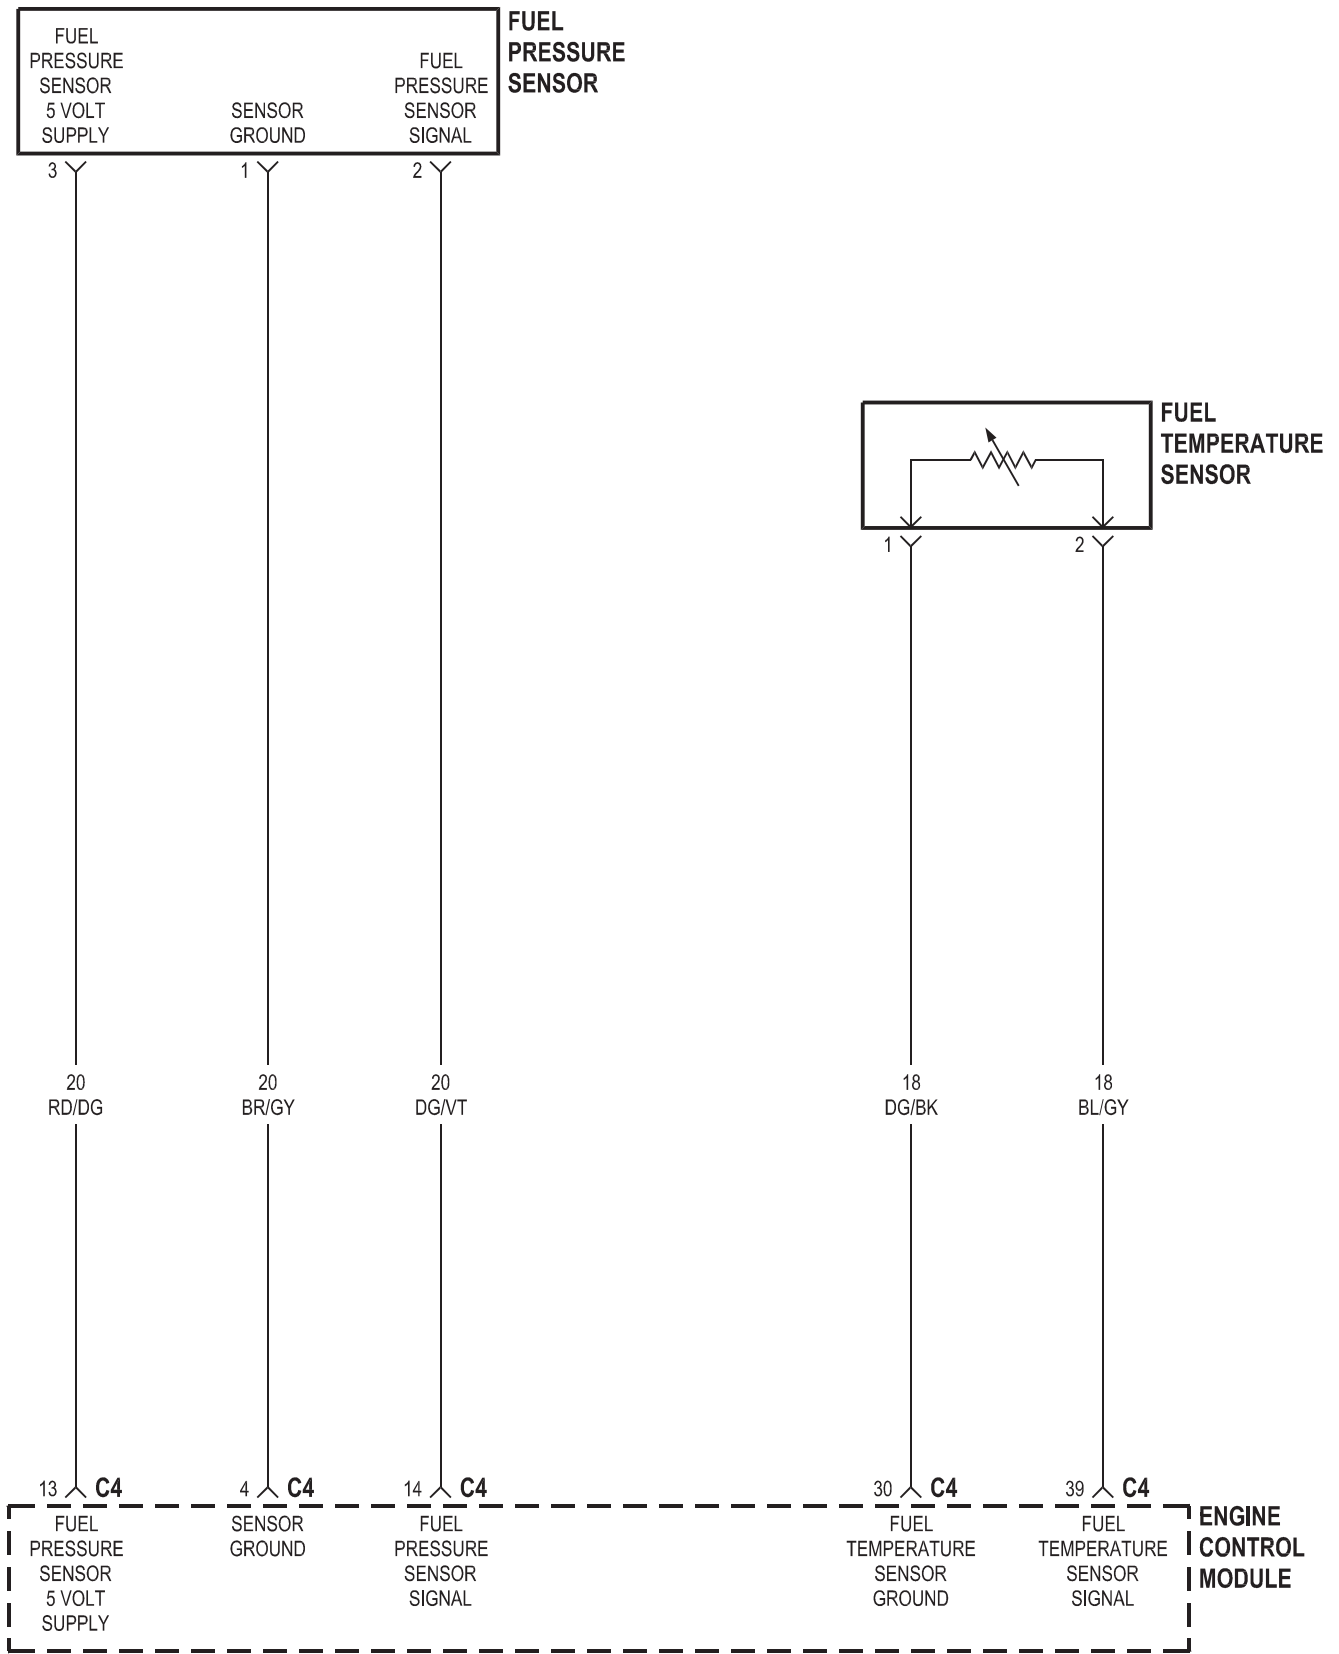 FUEL
PRESSURE
SENSOR
5 VOLT
SUPPLY
SENSOR
GROUND
FUEL
PRESSURE
SENSOR
SIGNAL
FUEL
PRESSURE
SENSOR
3
1
2
FUEL
TEMPERATURE
SENSOR
1
2
20
RD/DG
20
BR/GY
20
DG/VT
18
DG/BK
18
BL/GY
13 C4
4 C4
14 C4
30 C4
39 C4
FUEL
PRESSURE
SENSOR
5 VOLT
SUPPLY
SENSOR
GROUND
FUEL
PRESSURE
SENSOR
SIGNAL
FUEL
TEMPERATURE
SENSOR
GROUND
FUEL
TEMPERATURE
SENSOR
SIGNAL
ENGINE
CONTROL
MODULE